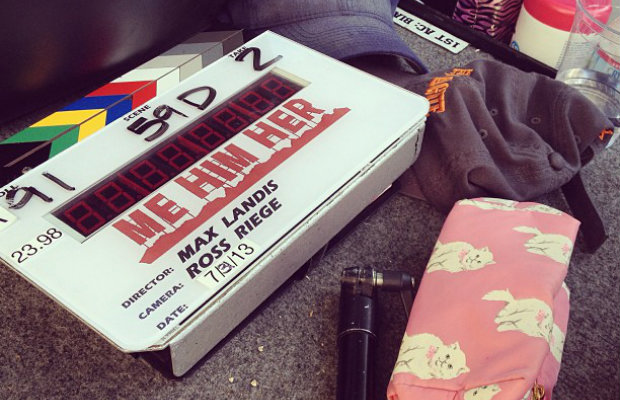 TAKE
SCENE
2
59D
91
23.98
ME HIM HER
DIRECTOR: MAX LANDIS
CAMERA: ROSS RIEGE
DATE: 7/3/13
1ST AC: